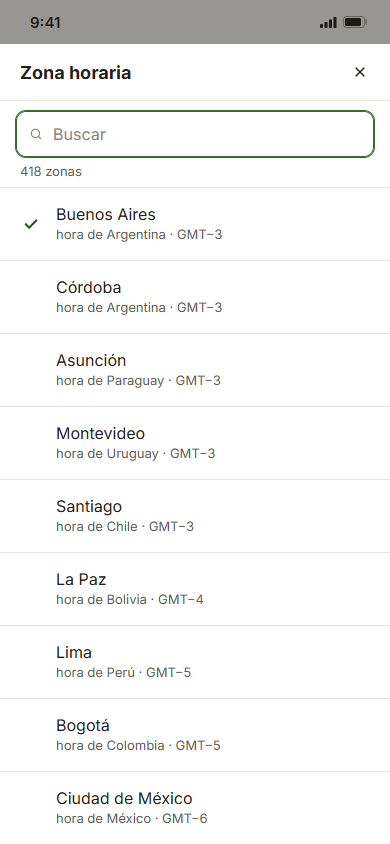 9:41
Zona horaria
Buscar
418 zonas
Buenos Aires
hora de Argentina · GMT−3
Córdoba
hora de Argentina · GMT−3
Asunción
hora de Paraguay · GMT−3
Montevideo
hora de Uruguay · GMT−3
Santiago
hora de Chile · GMT−3
La Paz
hora de Bolivia · GMT−4
Lima
hora de Perú · GMT−5
Bogotá
hora de Colombia · GMT−5
Ciudad de México
hora de México · GMT−6